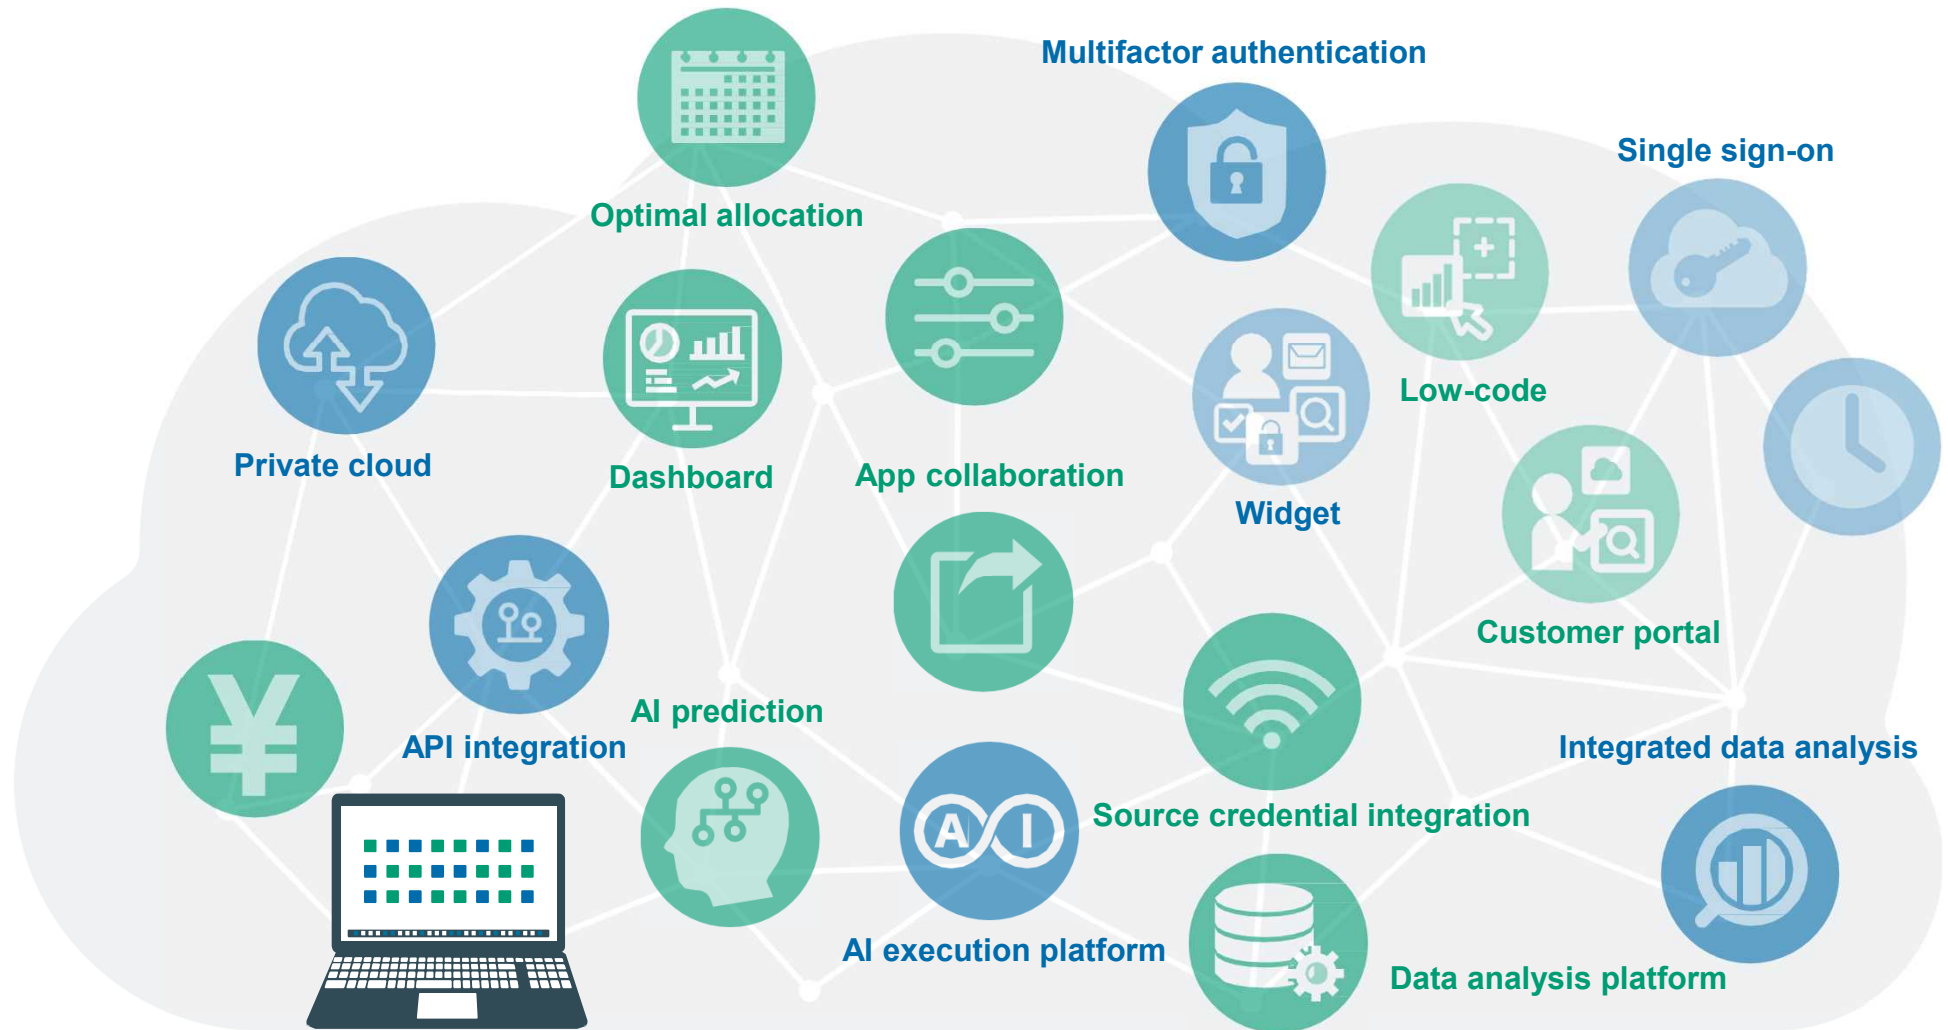 Multifactor authentication
Single sign-on
Optimal allocation
Low-code
Private cloud
Dashboard
App collaboration
Widget
Customer portal
AI prediction
¥
API integration
Integrated data analysis
A I
Source credential integration
AI execution platform
Data analysis platform